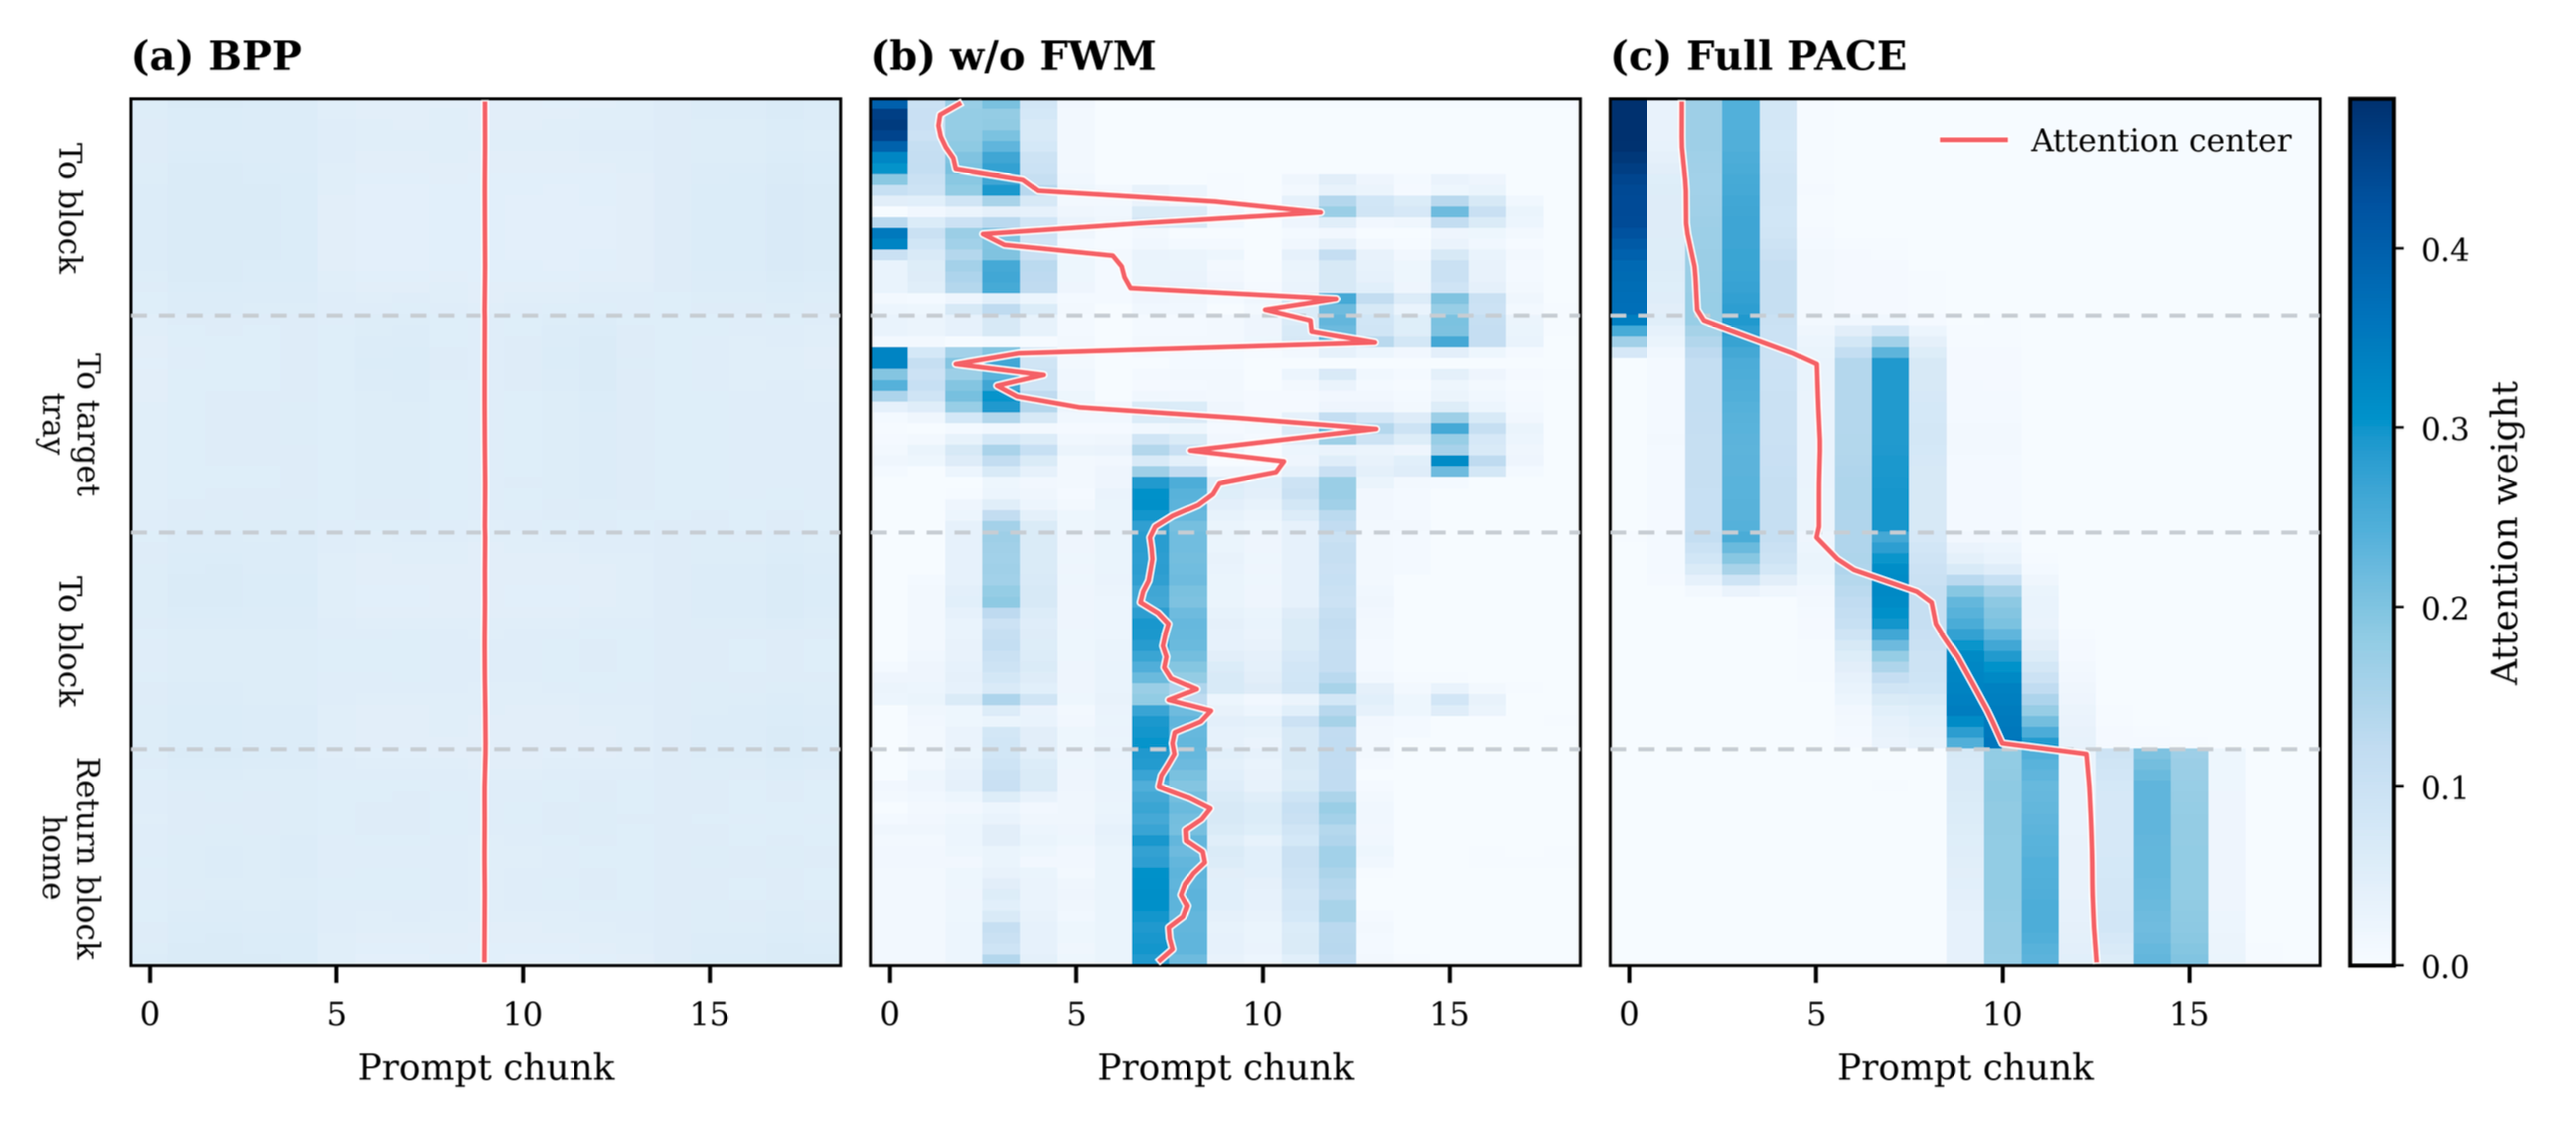 (a) BPP
(b) w/o FWM
(c) Full PACE
To block
To target
tray
To block
Return block
home
Attention center
0.4
0.3
0.2
0.1
0.0
Attention weight
0 5 10 15
0 5 10 15
0 5 10 15
Prompt chunk
Prompt chunk
Prompt chunk